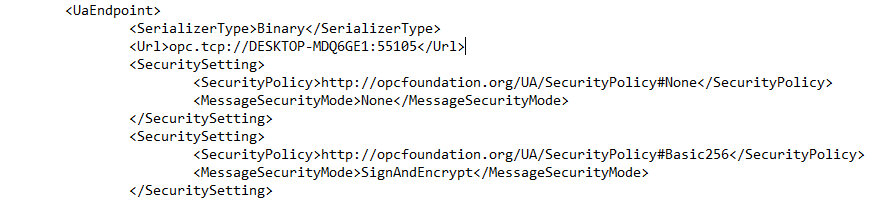 <UaEndpoint>
<SerializerType>Binary</SerializerType>
<Url>opc.tcp://DESKTOP-MDQ6GE1:55105</Url>
<SecuritySetting>
<SecurityPolicy>http://opcfoundation.org/UA/SecurityPolicy#None</SecurityPolicy>
<MessageSecurityMode>None</MessageSecurityMode>
</SecuritySetting>
<SecuritySetting>
<SecurityPolicy>http://opcfoundation.org/UA/SecurityPolicy#Basic256</SecurityPolicy>
<MessageSecurityMode>SignAndEncrypt</MessageSecurityMode>
</SecuritySetting>